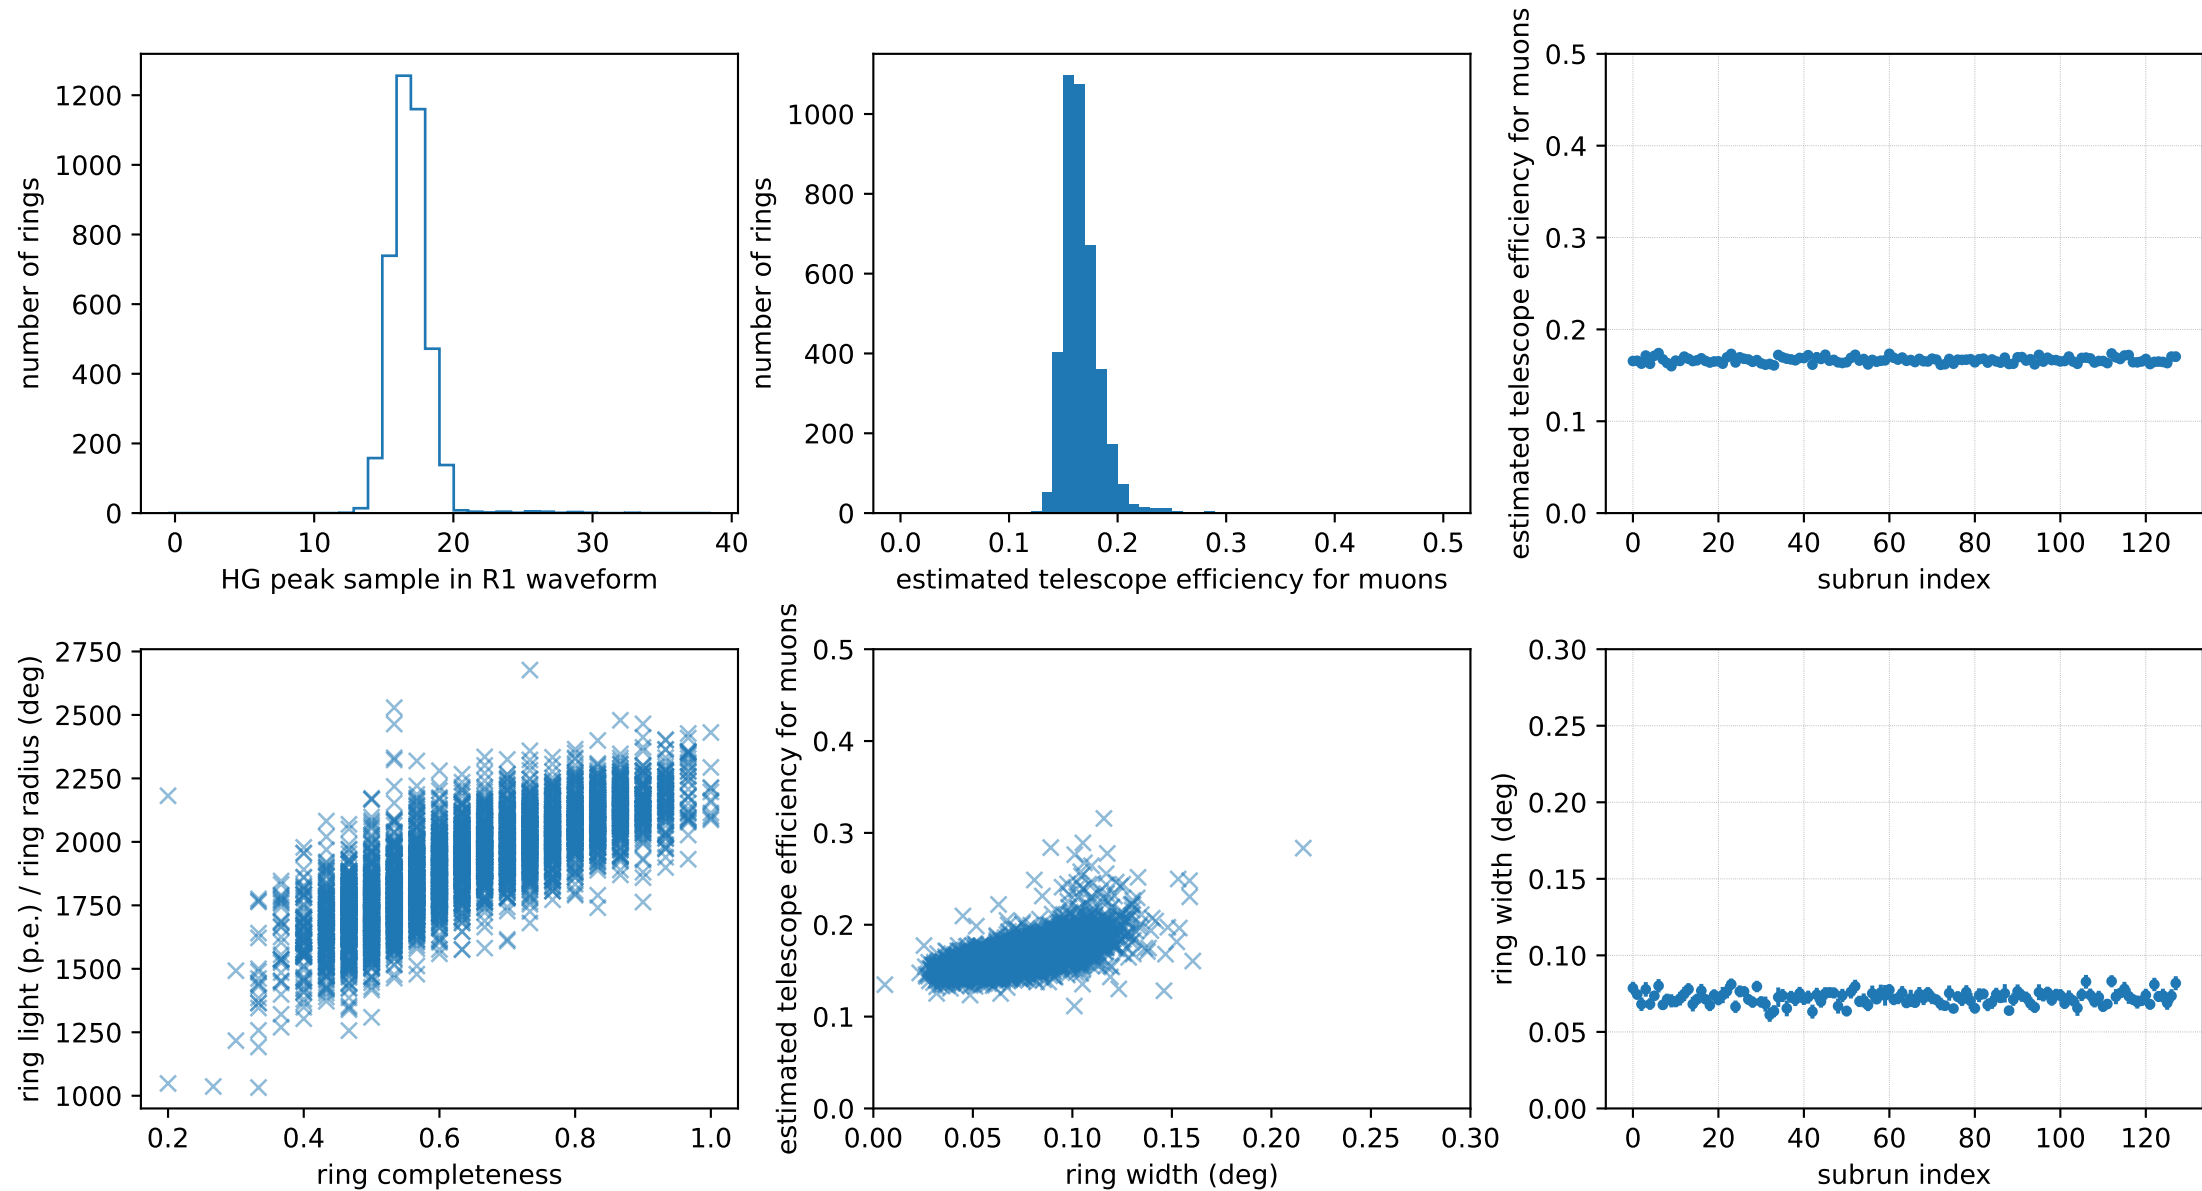 number of rings
1200
1000
800
600
400
200
0
0 10 20 30 40
HG peak sample in R1 waveform
number of rings
1000
800
600
400
200
0
0.0 0.1 0.2 0.3 0.4 0.5
estimated telescope efficiency for muons
estimated telescope efficiency for muons
0.5
0.4
0.3
0.2
0.1
0.0
0 20 40 60 80 100 120
subrun index
ring light (p.e.) / ring radius (deg)
2750
2500
2250
2000
1750
1500
1250
1000
0.2 0.4 0.6 0.8 1.0
ring completeness
estimated telescope efficiency for muons
0.5
0.4
0.3
0.2
0.1
0.0
0.00 0.05 0.10 0.15 0.20 0.25 0.30
ring width (deg)
ring width (deg)
0.30
0.25
0.20
0.15
0.10
0.05
0.00
0 20 40 60 80 100 120
subrun index